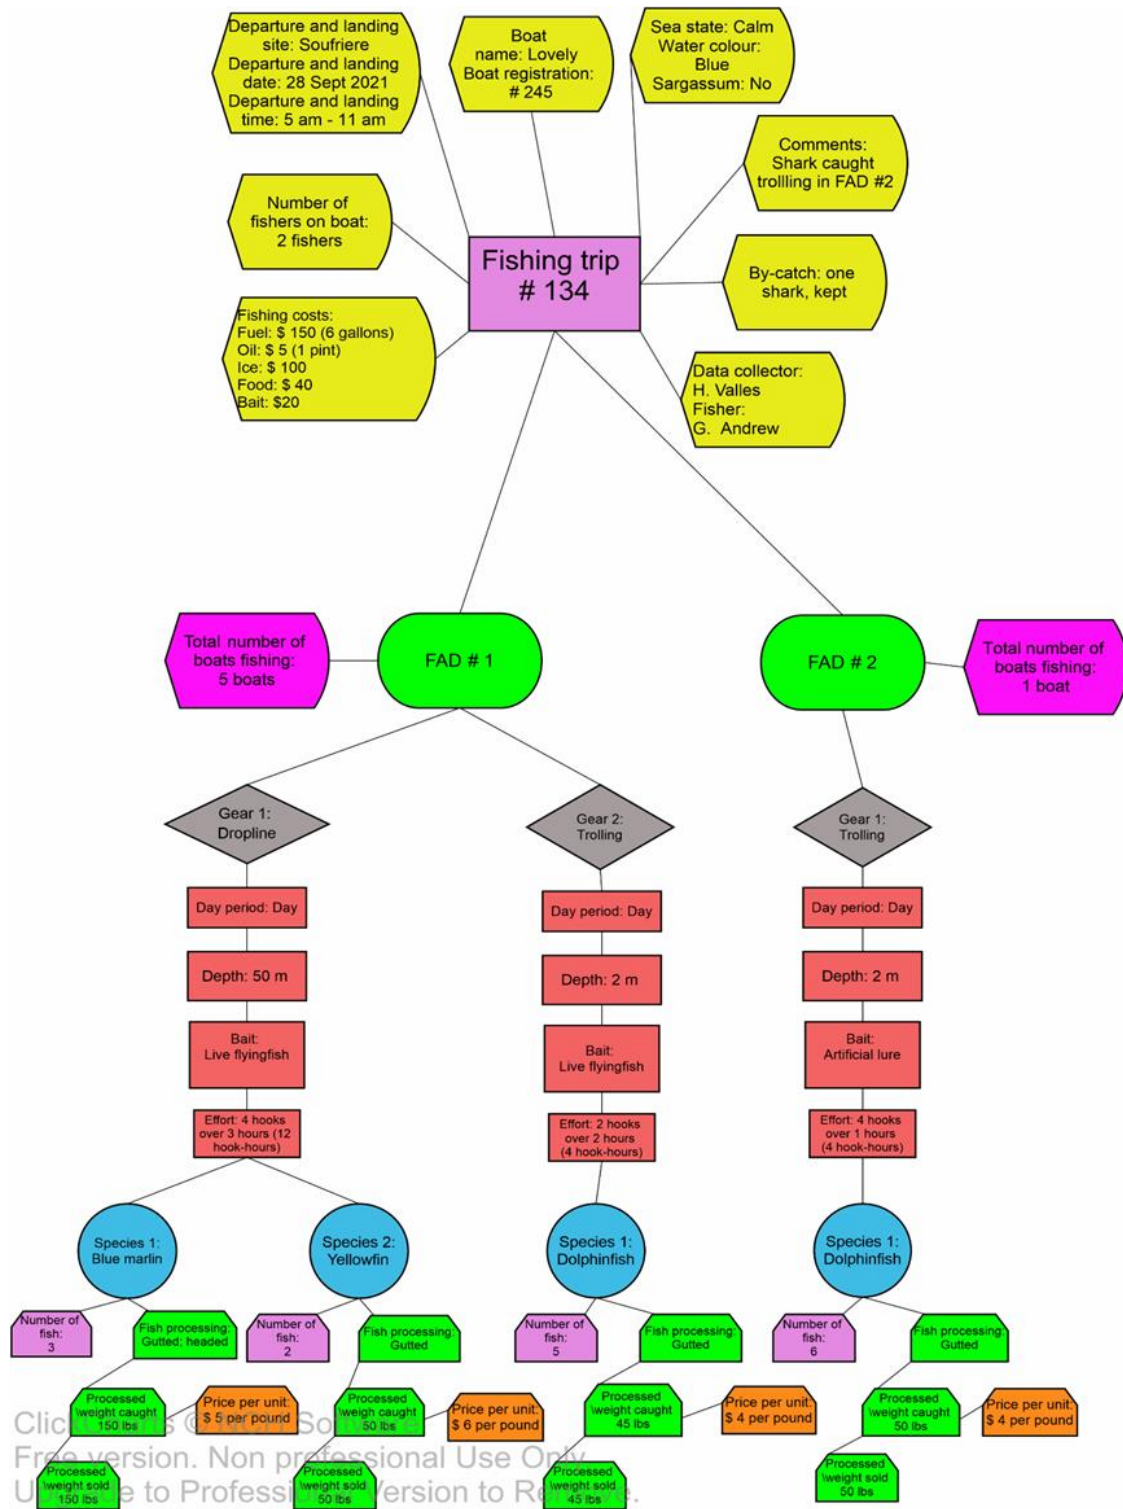 Departure and landing
site: Soufriere
Departure and landing
date: 28 Sept 2021
Departure and landing
time: 5 am - 11 am
Boat
name: Lovely
Boat registration:
# 245
Sea state: Calm
Water colour:
Blue
Sargassum: No
Comments:
Shark caught
trollling in FAD #2
Number of
fishers on boat:
2 fishers
Fishing trip
# 134
By-catch: one
shark, kept
Fishing costs:
Fuel: $ 150 (6 gallons)
Oil: $ 5 (1 pint)
Ice: $ 100
Food: $ 40
Bait: $20
Data collector:
H. Valles
Fisher:
G. Andrew
Total number of
boats fishing:
5 boats
FAD # 1
FAD # 2
Total number of
boats fishing:
1 boat
Gear 1:
Dropline
Gear 2:
Trolling
Gear 1:
Trolling
Day period: Day
Day period: Day
Day period: Day
Depth: 50 m
Depth: 2 m
Depth: 2 m
Bait:
Live flyingfish
Bait:
Live flyingfish
Bait:
Artificial lure
Effort: 4 hooks
over 3 hours (12
hook-hours)
Effort: 2 hooks
over 2 hours
(4 hook-hours)
Effort: 4 hooks
over 1 hours
(4 hook-hours)
Species 1:
Blue marlin
Species 2:
Yellowfin
Species 1:
Dolphinfish
Species 1:
Dolphinfish
Number of
fish:
3
Fish processing:
Gutted; headed
Number of
fish:
2
Fish processing:
Gutted
Number of
fish:
5
Fish processing:
Gutted
Number of
fish:
6
Fish processing:
Gutted
Processed
\weight caught
150 lbs
Price per unit:
per pound
Processed
\weight caught
50 lbs
Price per unit:
$ 6 per pound
Processed
\weight caught
45 lbs
Price per unit:
$ 4 per pound
Processed
\weight caught
50 lbs
Price per unit:
$ 4 per pound
Processed
\weight sold
150 lbs
Processed
\weight sold
50 lbs
Processed
\weight sold
45 lbs
Processed
\weight sold
50 lbs
ClickCharts © NCH Software
Free version. Non professional Use Only.
Upgrade to Professional Version to Remove.